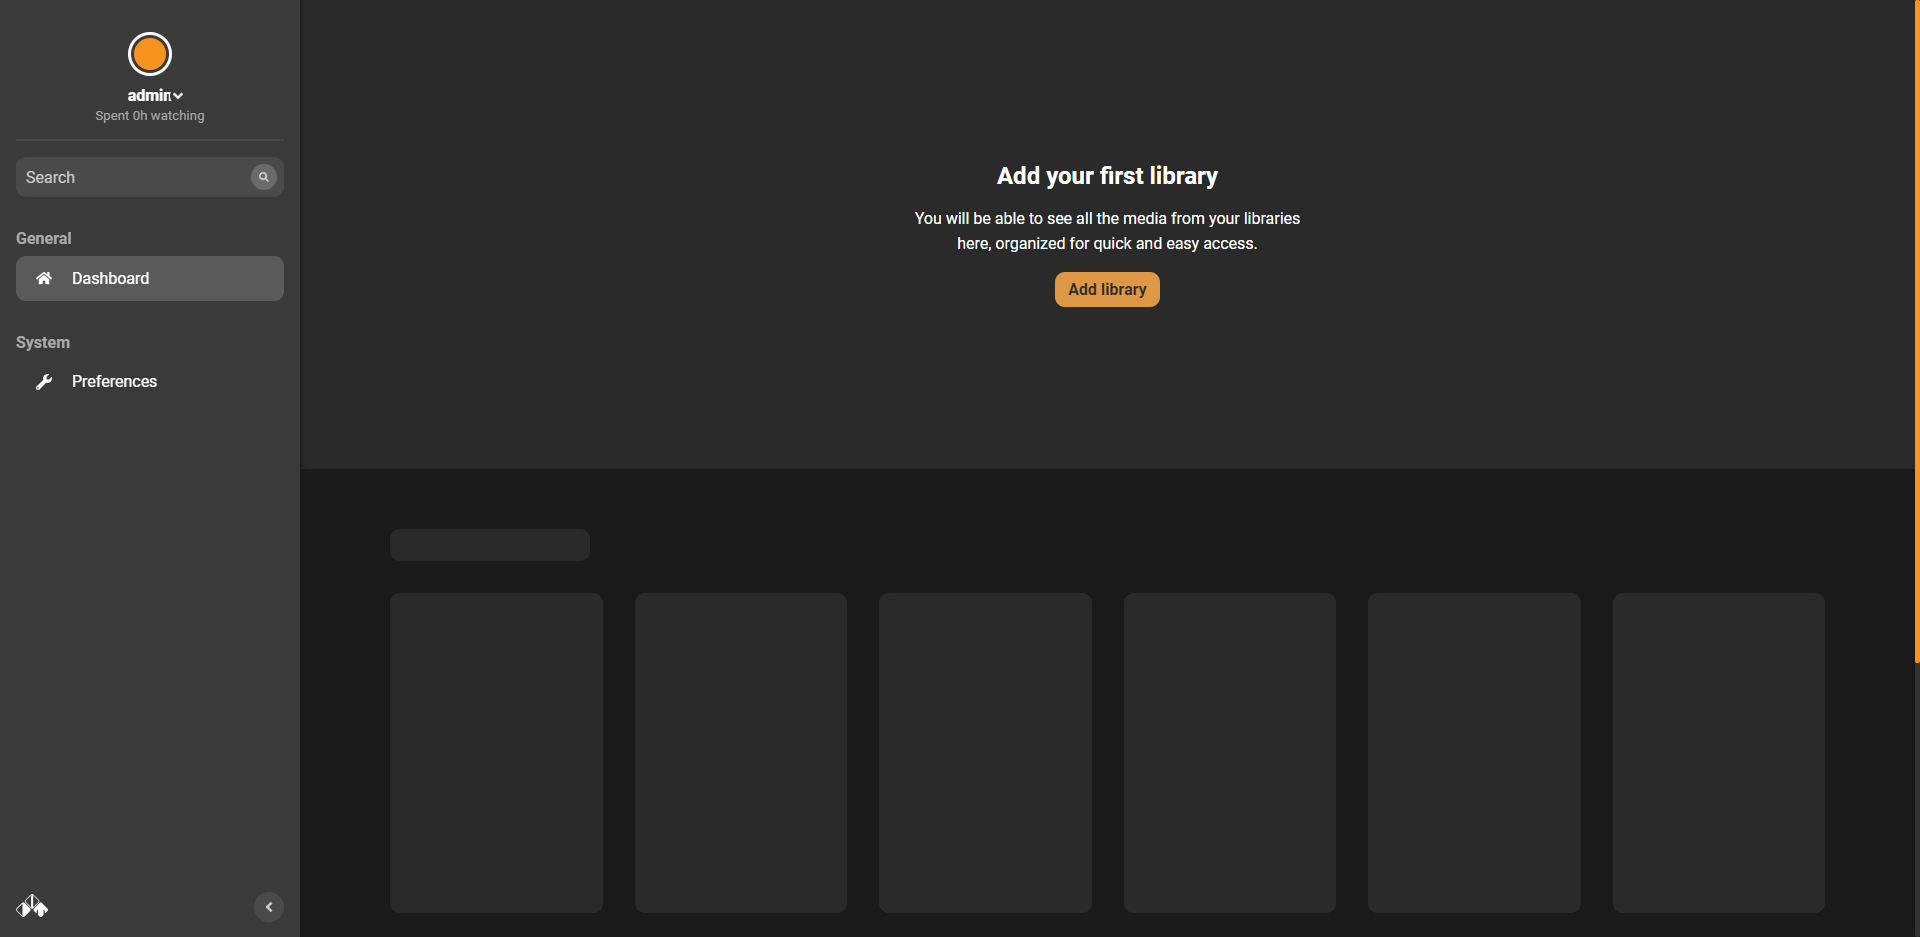 admin
Spent 0h watching
Search
General
Dashboard
System
Preferences
Add your first library
You will be able to see all the media from your libraries
here, organized for quick and easy access.
Add library